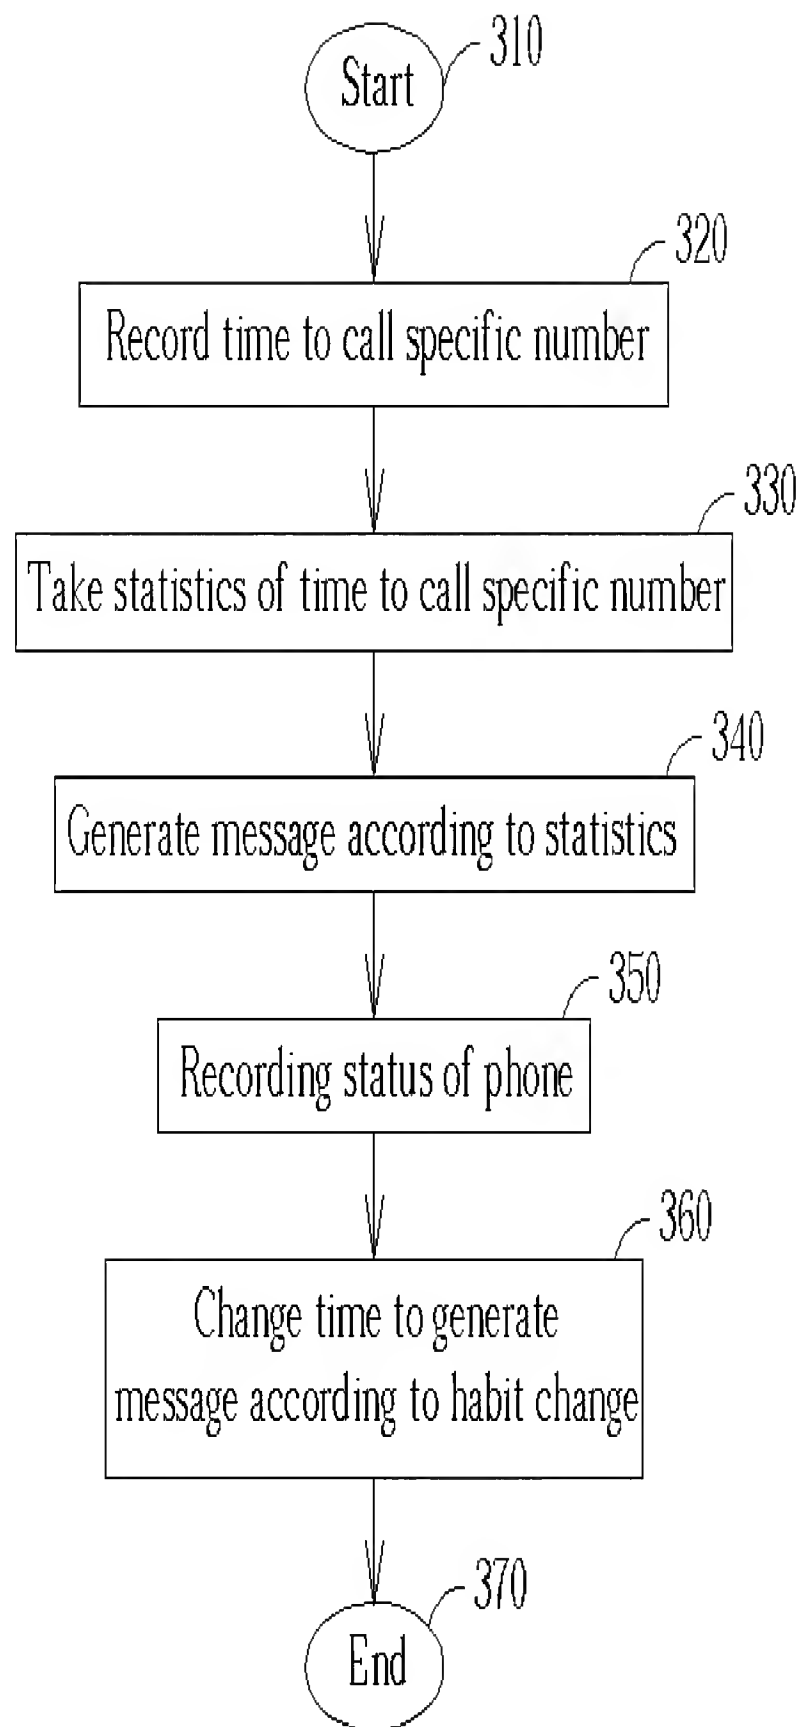 310
Start
320
Record time to call specific number
330
Take statistics of time to call specific number
340
Generate message according to statistics
350
Recording status of phone
360
Change time to generate
message according to habit change
370
End